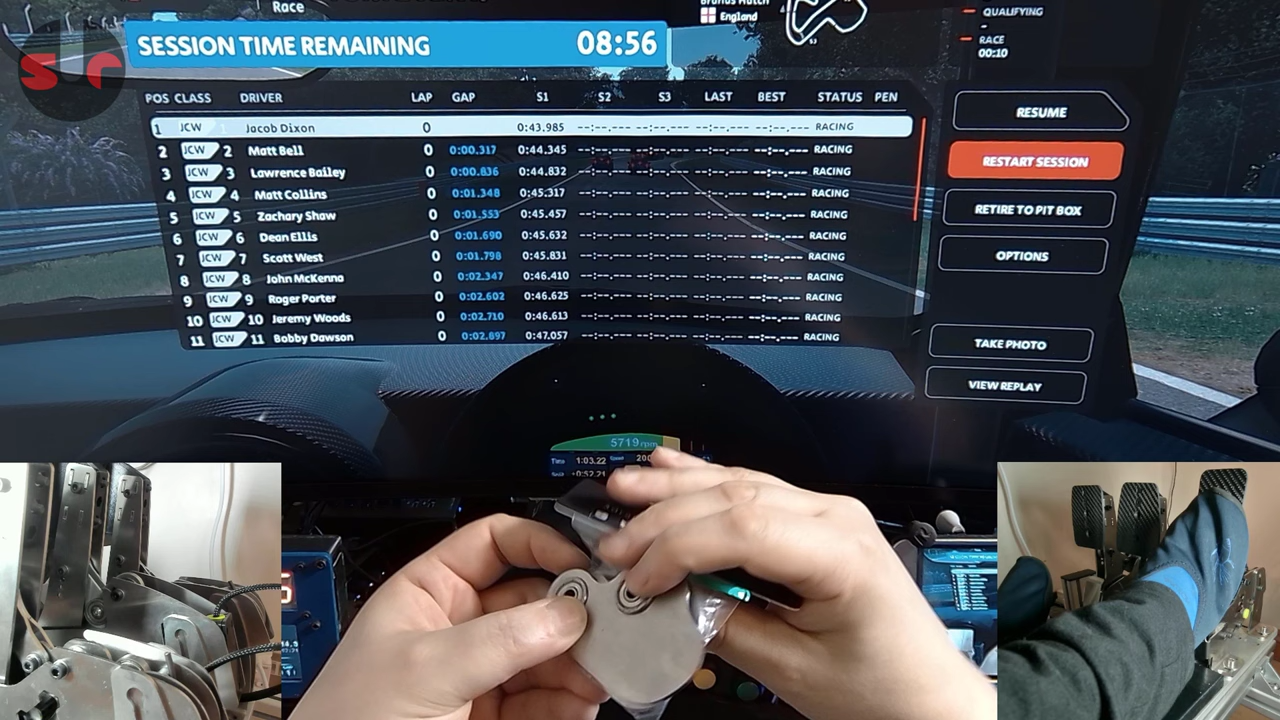 Race
Brands Hatch
England
SESSION TIME REMAINING 08:56
QUALIFYING
RACE
00:10
POS CLASS DRIVER LAP GAP S1 S2 S3 LAST BEST STATUS PEN
1 JCW 1 Jacob Dixon 0 0:43.985 --:--.--- --:--.--- --:--.--- --:--.--- RACING
2 JCW 2 Matt Bell 0 0:00.317 0:44.345 --:--.--- --:--.--- --:--.--- --:--.--- RACING
3 JCW 3 Lawrence Bailey 0 0:00.836 0:44.832 --:--.--- --:--.--- --:--.--- --:--.--- RACING
4 JCW 4 Matt Collins 0 0:01.348 0:45.317 --:--.--- --:--.--- --:--.--- --:--.--- RACING
5 JCW 5 Zachary Shaw 0 0:01.553 0:45.457 --:--.--- --:--.--- --:--.--- --:--.--- RACING
6 JCW 6 Dean Ellis 0 0:01.690 0:45.632 --:--.--- --:--.--- --:--.--- --:--.--- RACING
7 JCW 7 Scott West 0 0:01.798 0:45.831 --:--.--- --:--.--- --:--.--- --:--.--- RACING
8 JCW 8 John McKenna 0 0:02.347 0:46.410 --:--.--- --:--.--- --:--.--- --:--.--- RACING
9 JCW 9 Roger Porter 0 0:02.602 0:46.625 --:--.--- --:--.--- --:--.--- --:--.--- RACING
10 JCW 10 Jeremy Woods 0 0:02.710 0:46.613 --:--.--- --:--.--- --:--.--- --:--.--- RACING
11 JCW 11 Bobby Dawson 0 0:02.897 0:47.057 --:--.--- --:--.--- --:--.--- --:--.--- RACING
RESUME
RESTART SESSION
RETIRE TO PIT BOX
OPTIONS
TAKE PHOTO
VIEW REPLAY
5719 rpm
Time 1:03.22 Speed